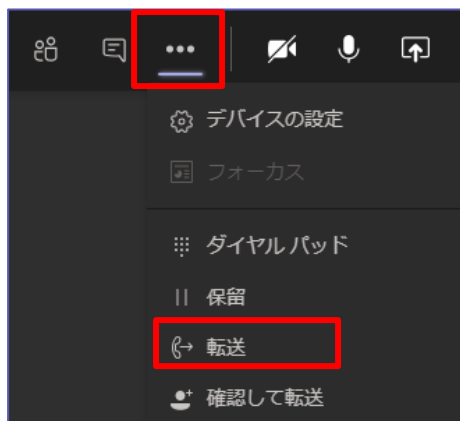 デバイスの設定
フォーカス
ダイヤル パッド
保留
転送
確認して転送